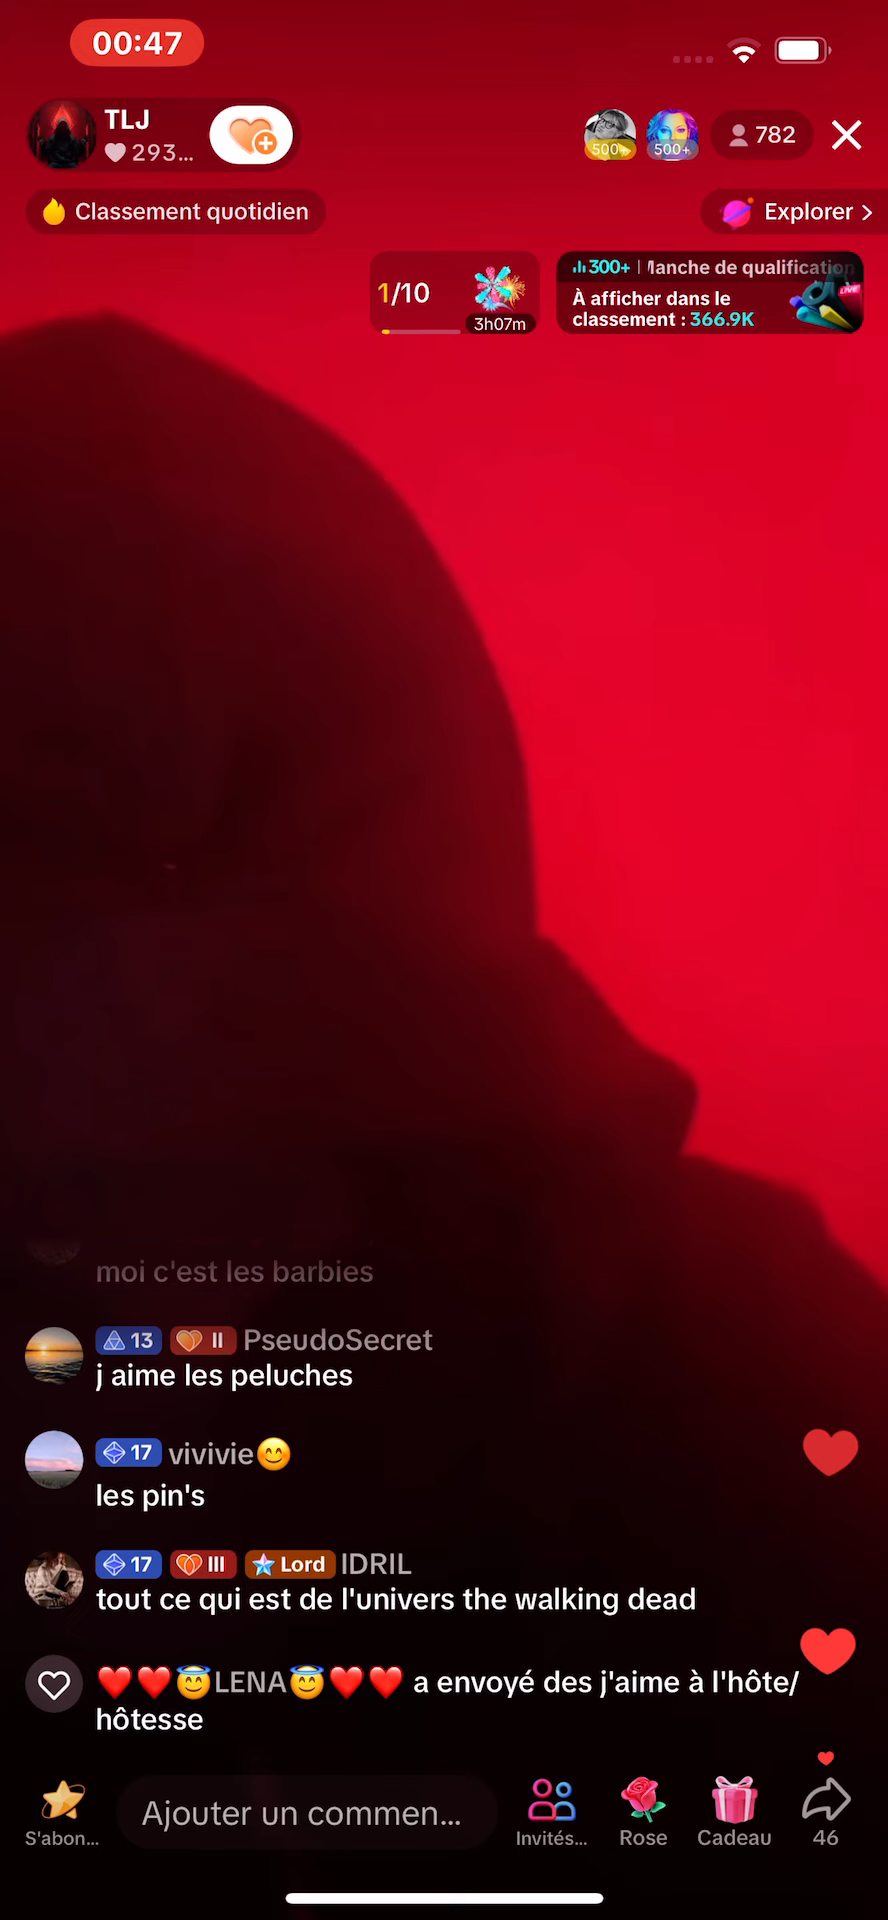 00:47
TLJ
293...
500+
500+
782
Classement quotidien
Explorer >
1/10
3h07m
300+ | Manche de qualification
À afficher dans le
classement : 366.9K
LIVE
moi c'est les barbies
13 II PseudoSecret
j aime les peluches
17 vivivie😊
les pin's
17 III Lord IDRIL
tout ce qui est de l'univers the walking dead
❤️❤️😇LENA😇❤️❤️ a envoyé des j'aime à l'hôte/
hôtesse
S'abon...
Ajouter un commen...
Invités...
Rose
Cadeau
46